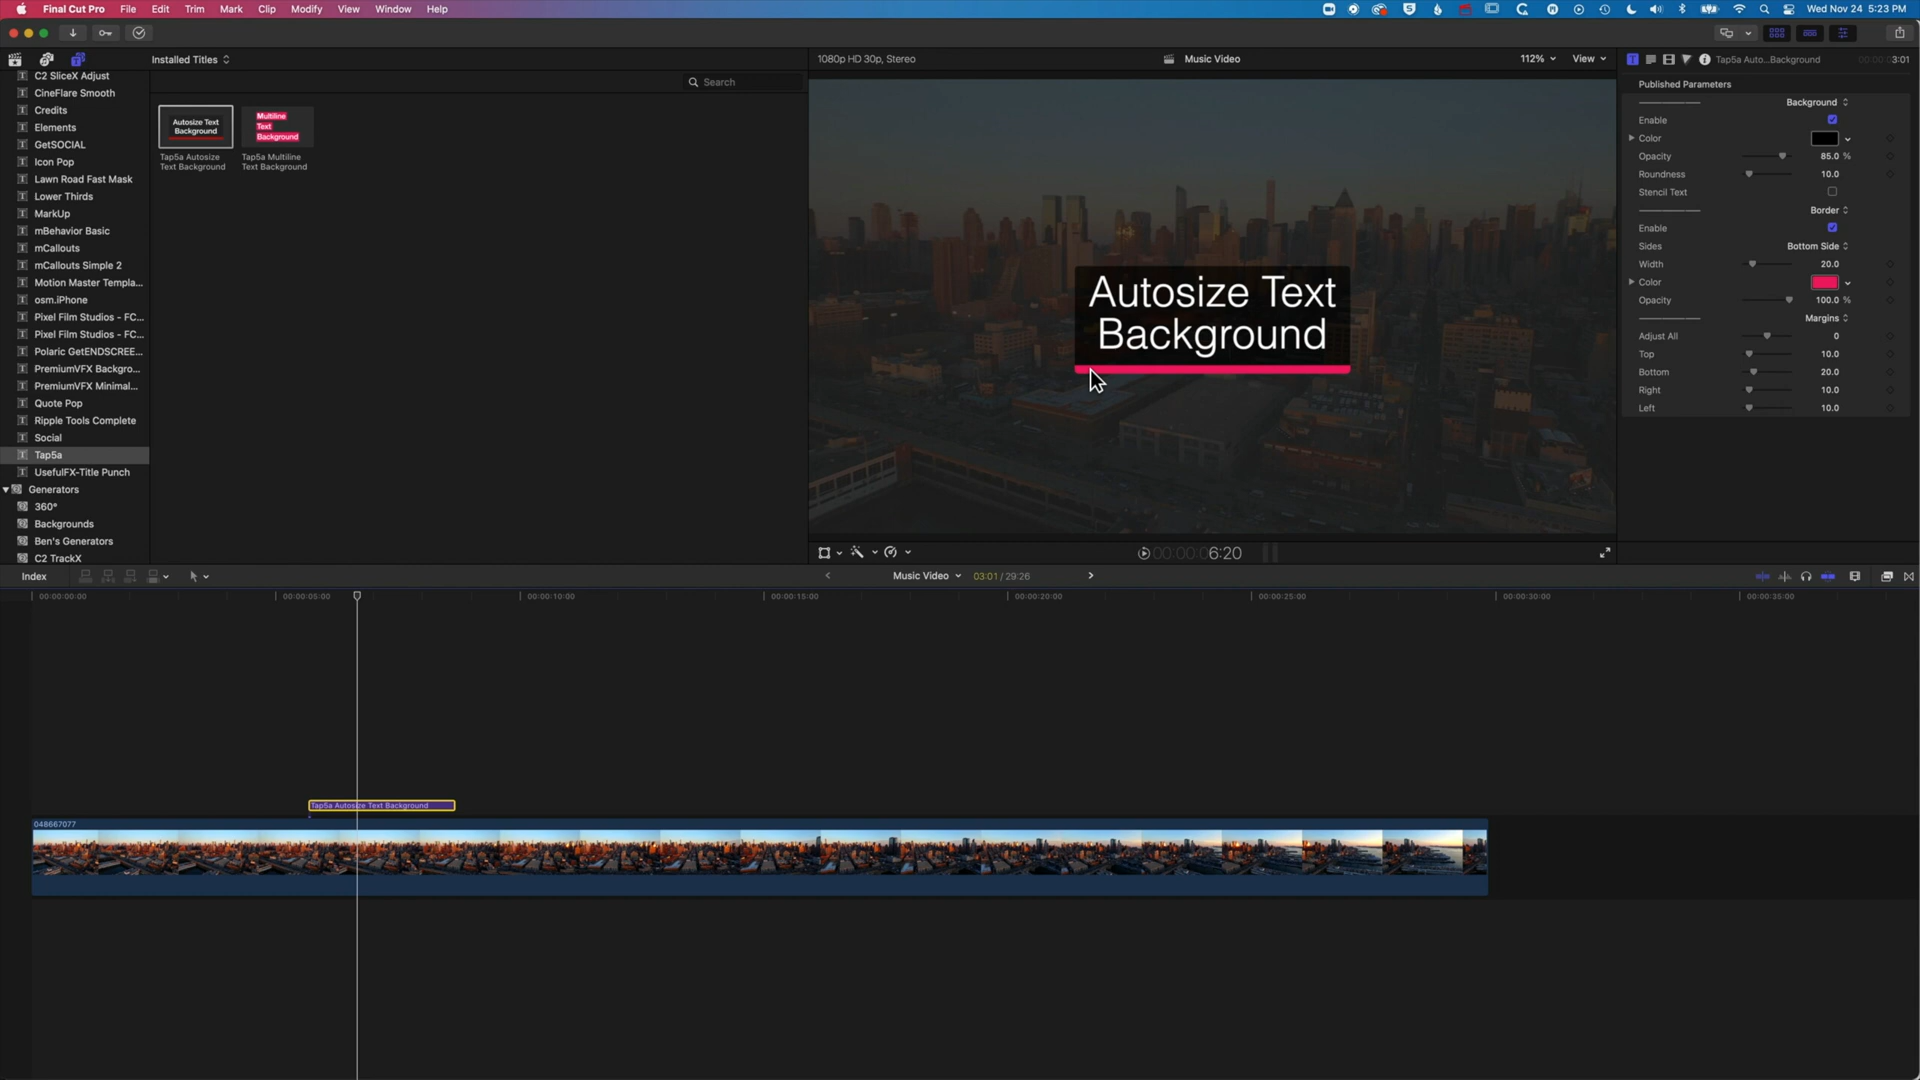 Final Cut Pro File Edit Trim Mark Clip Modify View Window Help
Wed Nov 24 5:23 PM
Installed Titles
Search
C2 SliceX Adjust
CineFlare Smooth
Credits
Elements
GetSOCIAL
Icon Pop
Lawn Road Fast Mask
Lower Thirds
MarkUp
mBehavior Basic
mCallouts
mCallouts Simple 2
Motion Master Templa...
osm.iPhone
Pixel Film Studios - FC...
Pixel Film Studios - FC...
Polaric GetENDSCREE...
PremiumVFX Backgro...
PremiumVFX Minimal...
Quote Pop
Ripple Tools Complete
Social
Tap5a
UsefulFX-Title Punch
Generators
360°
Backgrounds
Ben's Generators
C2 TrackX
Autosize Text
Background
Tap5a Autosize
Text Background
Multiline
Text
Background
Tap5a Multiline
Text Background
1080p HD 30p, Stereo
Music Video
112%
View
Autosize Text
Background
00:00:06:20
Tap5a Auto...Background
00:00:03:01
Published Parameters
Background
Enable
Color
Opacity 85.0 %
Roundness 10.0
Stencil Text
Border
Enable
Sides Bottom Side
Width 20.0
Color
Opacity 100.0 %
Margins
Adjust All 0
Top 10.0
Bottom 20.0
Right 10.0
Left 10.0
Index
Music Video
03:01 / 29:26
00:00:00:00 00:00:05:00 00:00:10:00 00:00:15:00 00:00:20:00 00:00:25:00 00:00:30:00 00:00:35:00
Tap5a Autosize Text Background
048667077